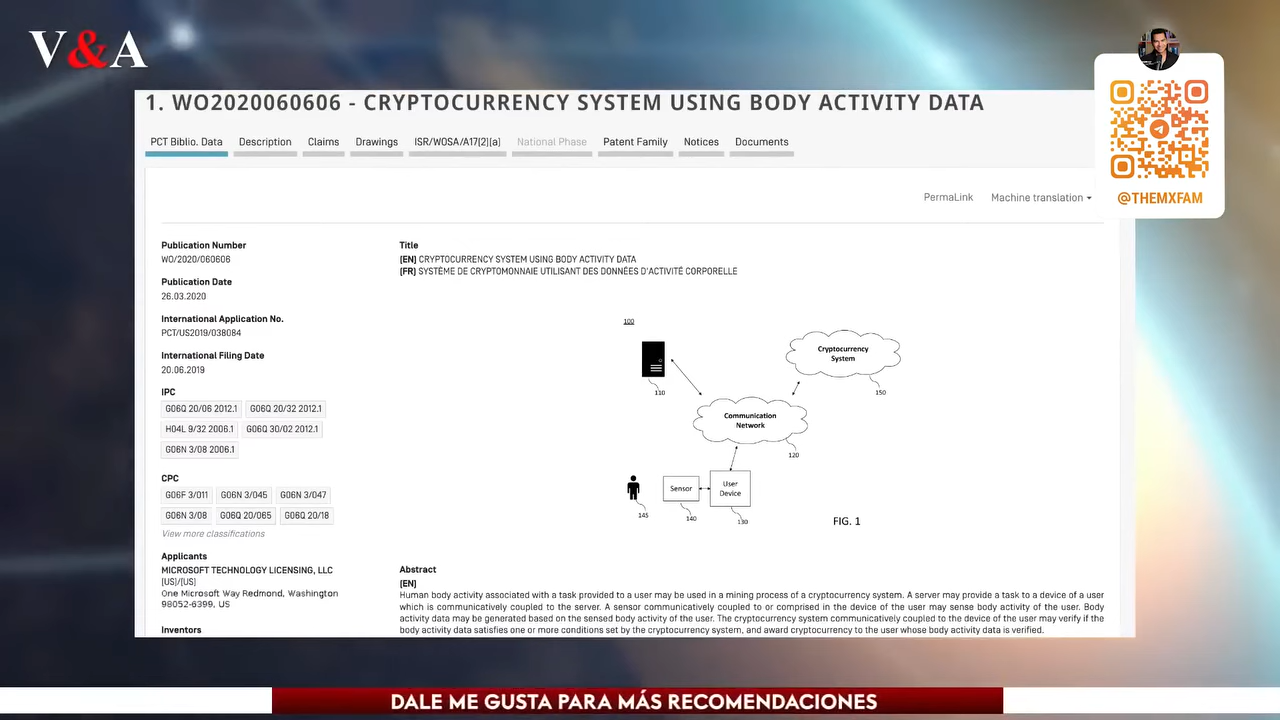 V&A
1. WO2020060606 - CRYPTOCURRENCY SYSTEM USING BODY ACTIVITY DATA
PCT Biblio. Data Description Claims Drawings ISR/WOSA/A17(2)(a) National Phase Patent Family Notices Documents
PermaLink Machine translation
@THEMXFAM
Publication Number
WO/2020/060606
Publication Date
26.03.2020
International Application No.
PCT/US2019/038084
International Filing Date
20.06.2019
IPC
G06Q 20/06 2012.1 G06Q 20/32 2012.1
H04L 9/32 2006.1 G06Q 30/02 2012.1
G06N 3/08 2006.1
CPC
G06F 3/011 G06N 3/045 G06N 3/047
G06N 3/08 G06Q 20/065 G06Q 20/18
View more classifications
Applicants
MICROSOFT TECHNOLOGY LICENSING, LLC
[US]/[US]
One Microsoft Way Redmond, Washington
98052-6399, US
Inventors
Title
[EN] CRYPTOCURRENCY SYSTEM USING BODY ACTIVITY DATA
[FR] SYSTÈME DE CRYPTOMONNAIE UTILISANT DES DONNÉES D'ACTIVITÉ CORPORELLE
100
110
Cryptocurrency
System
150
Communication
Network
120
145
Sensor
140
User
Device
130
FIG. 1
Abstract
[EN]
Human body activity associated with a task provided to a user may be used in a mining process of a cryptocurrency system. A server may provide a task to a device of a user
which is communicatively coupled to the server. A sensor communicatively coupled to or comprised in the device of the user may sense body activity of the user. Body
activity data may be generated based on the sensed body activity of the user. The cryptocurrency system communicatively coupled to the device of the user may verify if the
body activity data satisfies one or more conditions set by the cryptocurrency system, and award cryptocurrency to the user whose body activity data is verified.
DALE ME GUSTA PARA MÁS RECOMENDACIONES